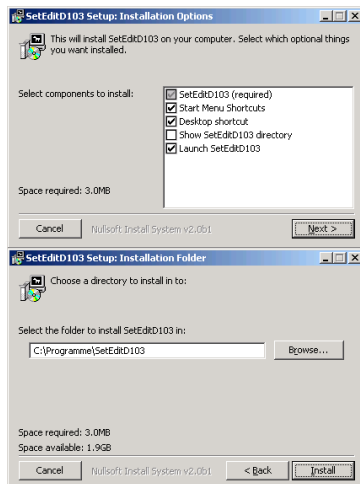 SetEditD103 Setup: Installation Options
This will install SetEditD103 on your computer. Select which optional things
you want installed.
Select components to install:
SetEditD103 (required)
Start Menu Shortcuts
Desktop shortcut
Show SetEditD103 directory
Launch SetEditD103
Space required: 3.0MB
Cancel
Nullsoft Install System v2.0b1
Next >
SetEditD103 Setup: Installation Folder
Choose a directory to install in to:
Select the folder to install SetEditD103 in:
C:\Programme\SetEditD103
Browse...
Space required: 3.0MB
Space available: 1.9GB
Cancel
Nullsoft Install System v2.0b1
< Back
Install